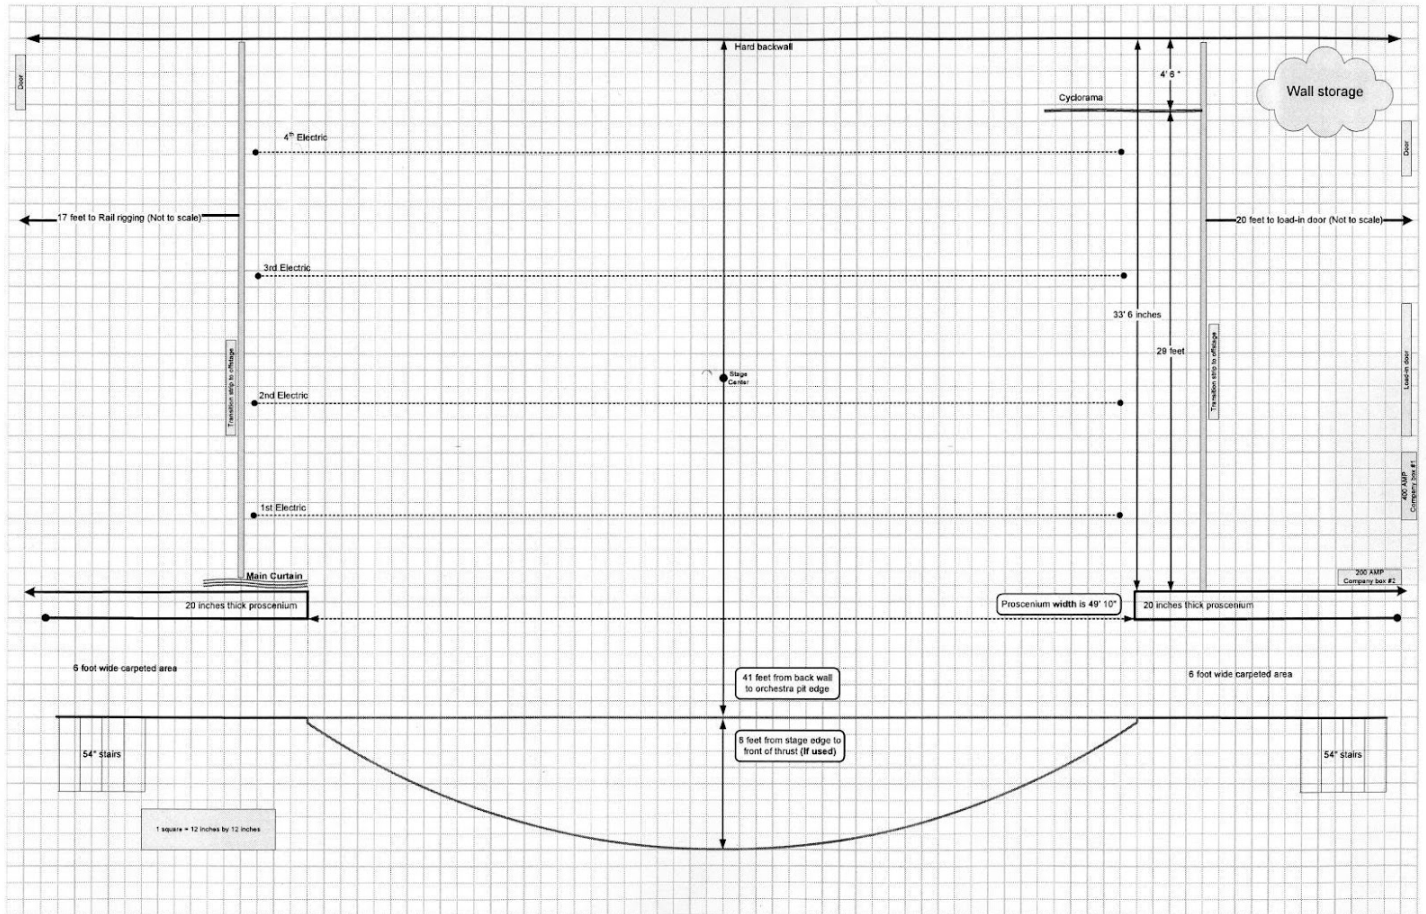 Hard backwall
Door
4' 6 "
Wall storage
Cyclorama
4th Electric
Door
17 feet to Rail rigging (Not to scale)
20 feet to load-in door (Not to scale)
3rd Electric
33' 6 inches
29 feet
Transition strip to offstage
Stage
Center
Transition strip to offstage
Load-in door
2nd Electric
400 AMP
Company box #1
1st Electric
Main Curtain
200 AMP
Company box #2
20 inches thick proscenium
Proscenium width is 49' 10"
20 inches thick proscenium
6 foot wide carpeted area
41 feet from back wall
to orchestra pit edge
6 foot wide carpeted area
5 feet from stage edge to
front of thrust (If used)
54" stairs
54" stairs
1 square = 12 inches by 12 inches